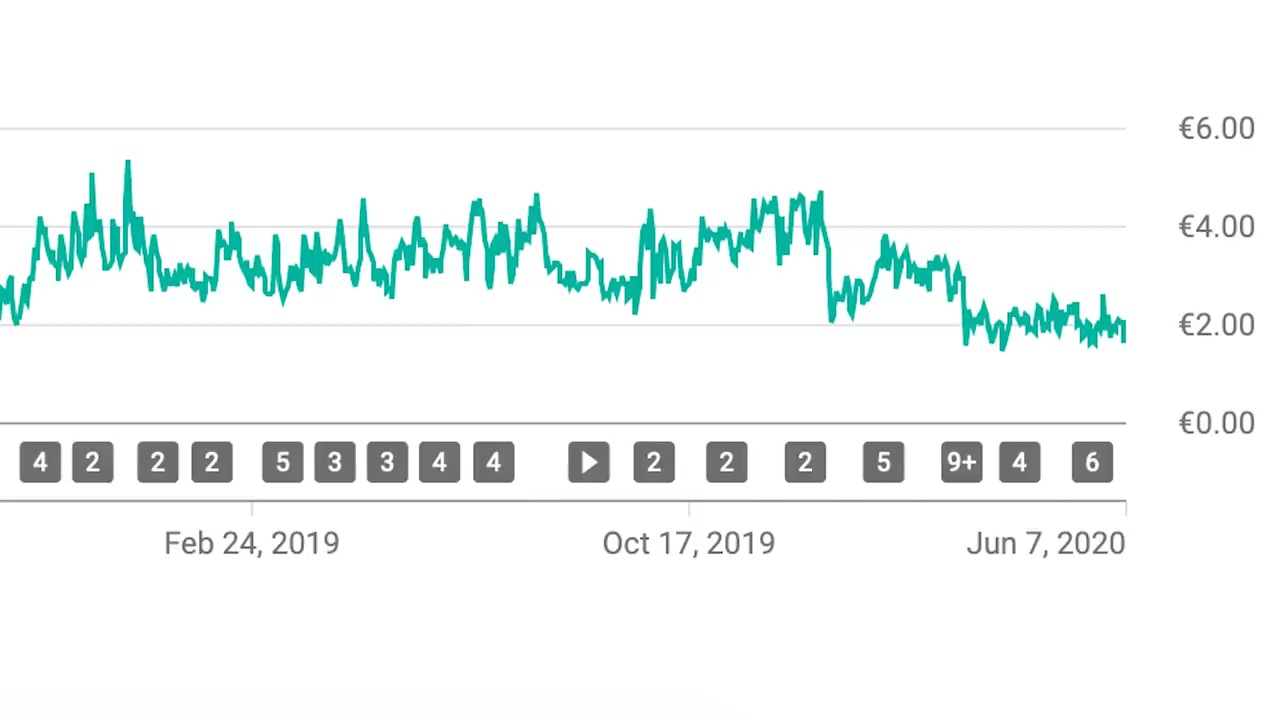 €6.00
€4.00
€2.00
€0.00
4 2 2 2 5 3 3 4 4 2 2 2 5 9+ 4 6
Feb 24, 2019 Oct 17, 2019 Jun 7, 2020